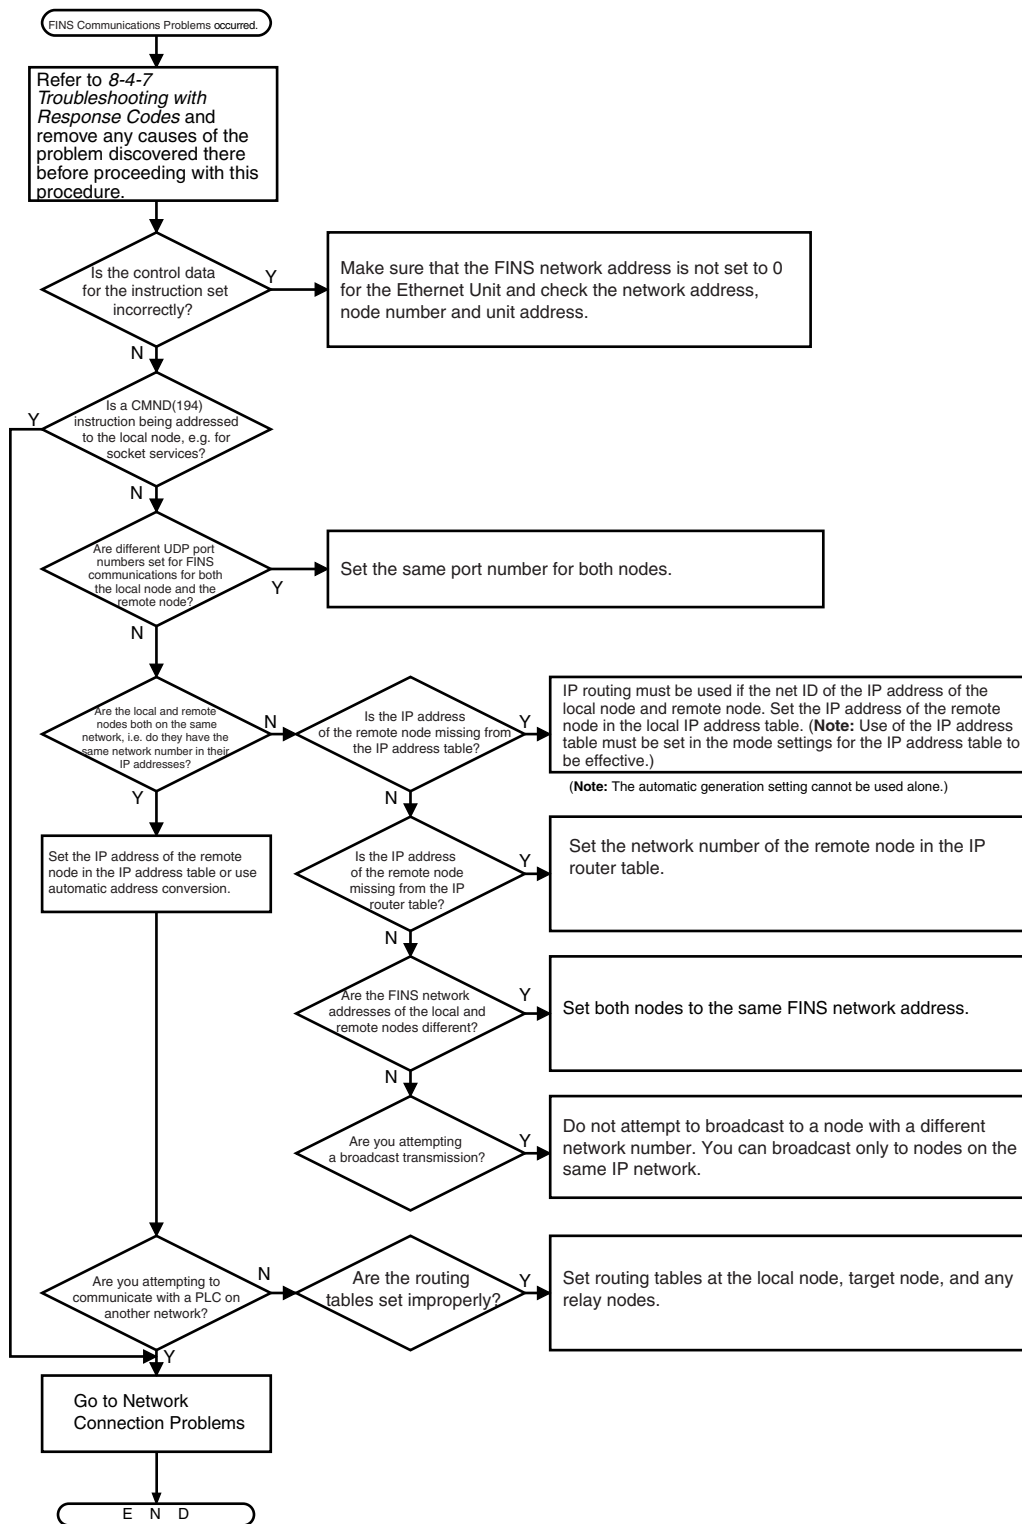 FINS Communications Problems occurred.
Refer to 8-4-7
Troubleshooting with
Response Codes and
remove any causes of the
problem discovered there
before proceeding with this
procedure.
Is the control data
for the instruction set
incorrectly?
Y
Make sure that the FINS network address is not set to 0
for the Ethernet Unit and check the network address,
node number and unit address.
N
Y
Is a CMND(194)
instruction being addressed
to the local node, e.g. for
socket services?
N
Are different UDP port
numbers set for FINS
communications for both
the local node and the
remote node?
Y
Set the same port number for both nodes.
N
Are the local and remote
nodes both on the same
network, i.e. do they have the
same network number in their
IP addresses?
N
Y
Is the IP address
of the remote node missing from
the IP address table?
Y
IP routing must be used if the net ID of the IP address of the
local node and remote node. Set the IP address of the remote
node in the local IP address table. (Note: Use of the IP address
table must be set in the mode settings for the IP address table to
be effective.)
(Note: The automatic generation setting cannot be used alone.)
N
Set the IP address of the remote
node in the IP address table or use
automatic address conversion.
Is the IP address
of the remote node
missing from the IP
router table?
Y
Set the network number of the remote node in the IP
router table.
N
Are the FINS network
addresses of the local and
remote nodes different?
Y
Set both nodes to the same FINS network address.
N
Are you attempting
a broadcast transmission?
Y
Do not attempt to broadcast to a node with a different
network number. You can broadcast only to nodes on the
same IP network.
Are you attempting to
communicate with a PLC on
another network?
N
Are the routing
tables set improperly?
Y
Set routing tables at the local node, target node, and any
relay nodes.
Y
Go to Network
Connection Problems
E N D